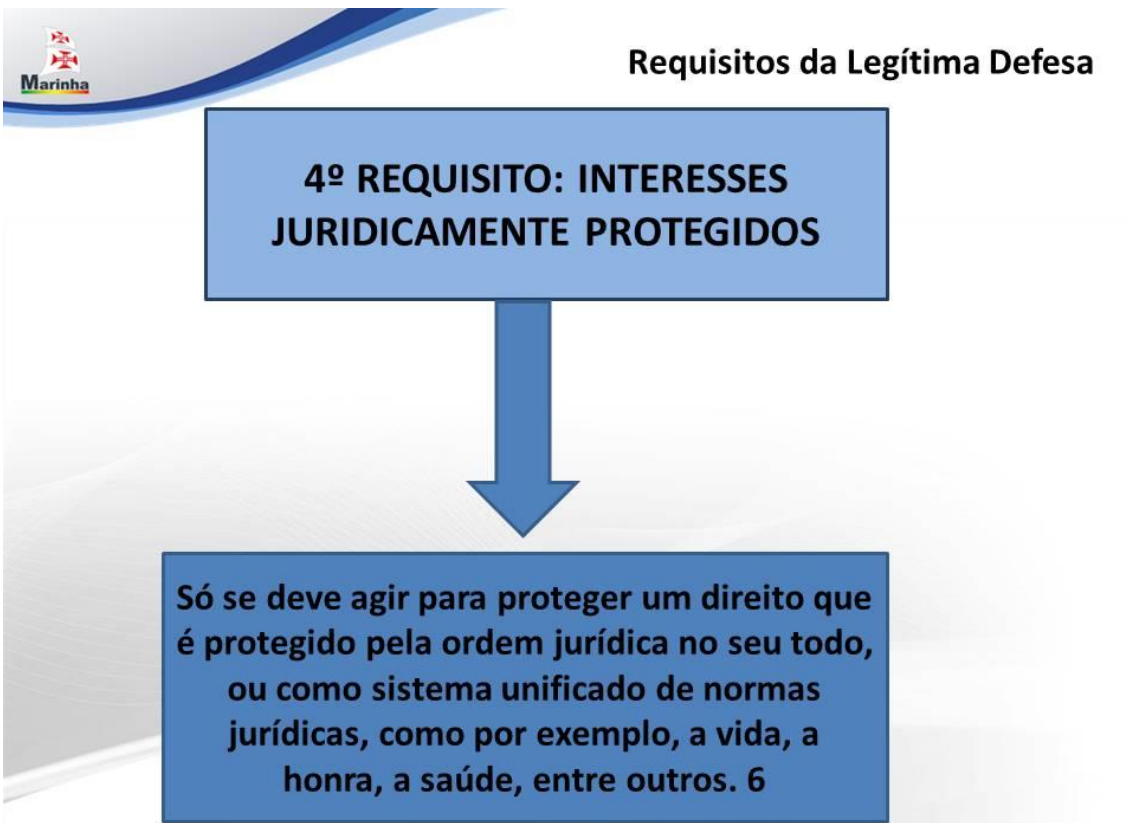 Marinha
Requisitos da Legítima Defesa
4º REQUISITO: INTERESSES
JURIDICAMENTE PROTEGIDOS
Só se deve agir para proteger um direito que
é protegido pela ordem jurídica no seu todo,
ou como sistema unificado de normas
jurídicas, como por exemplo, a vida, a
honra, a saúde, entre outros. 6